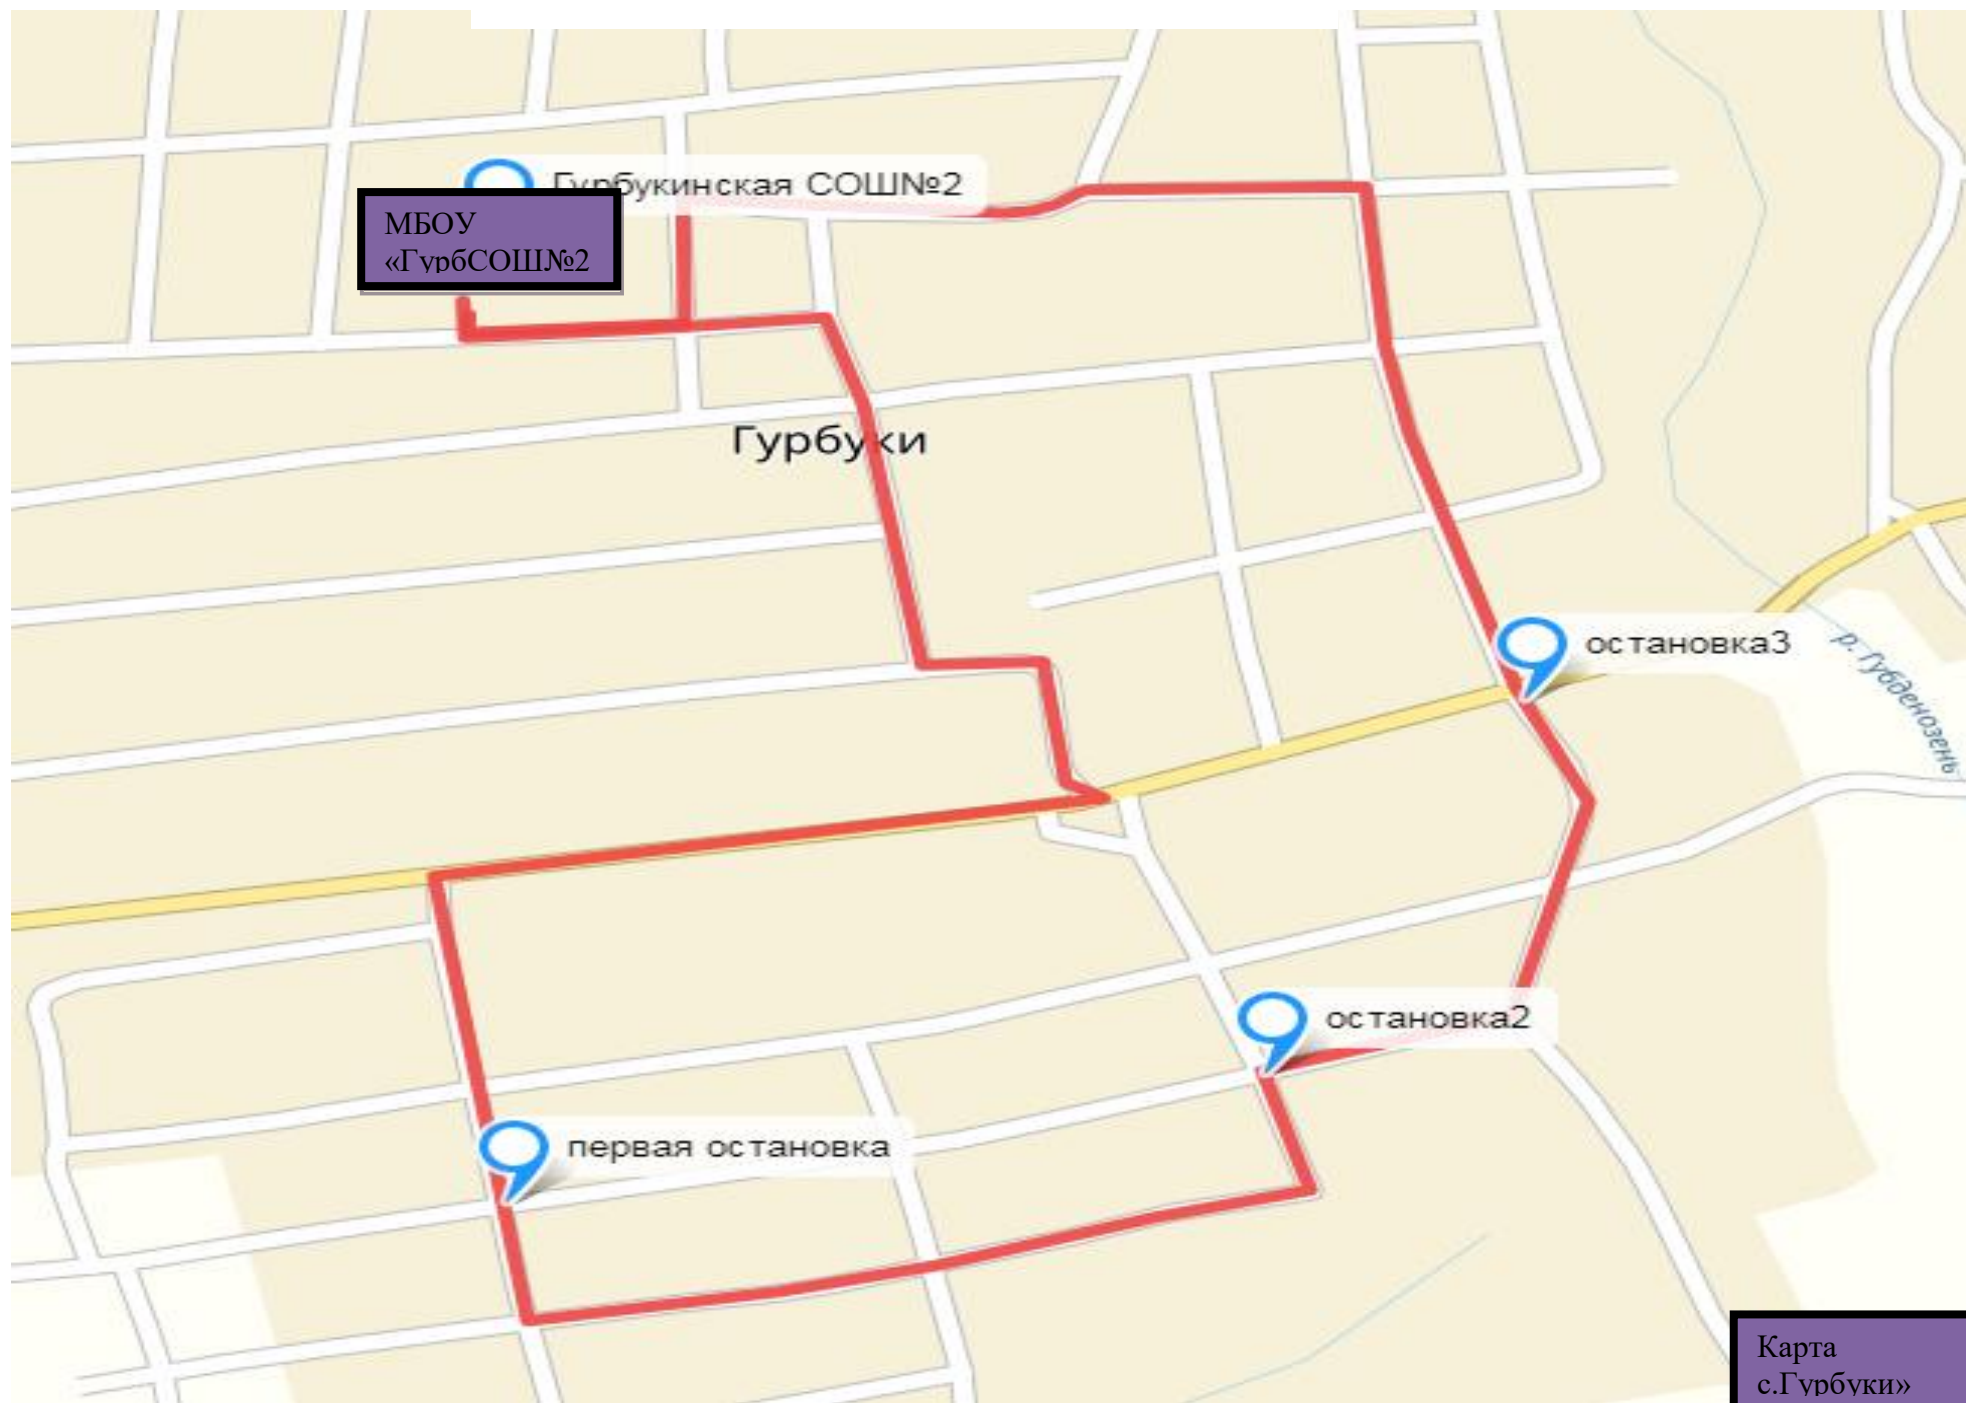 Гурбукинская СОШ№2
МБОУ
«ГурбСОШ№2
Гурбуки
остановка3
р. Губденозень
остановка2
первая остановка
Карта
с.Гурбуки»